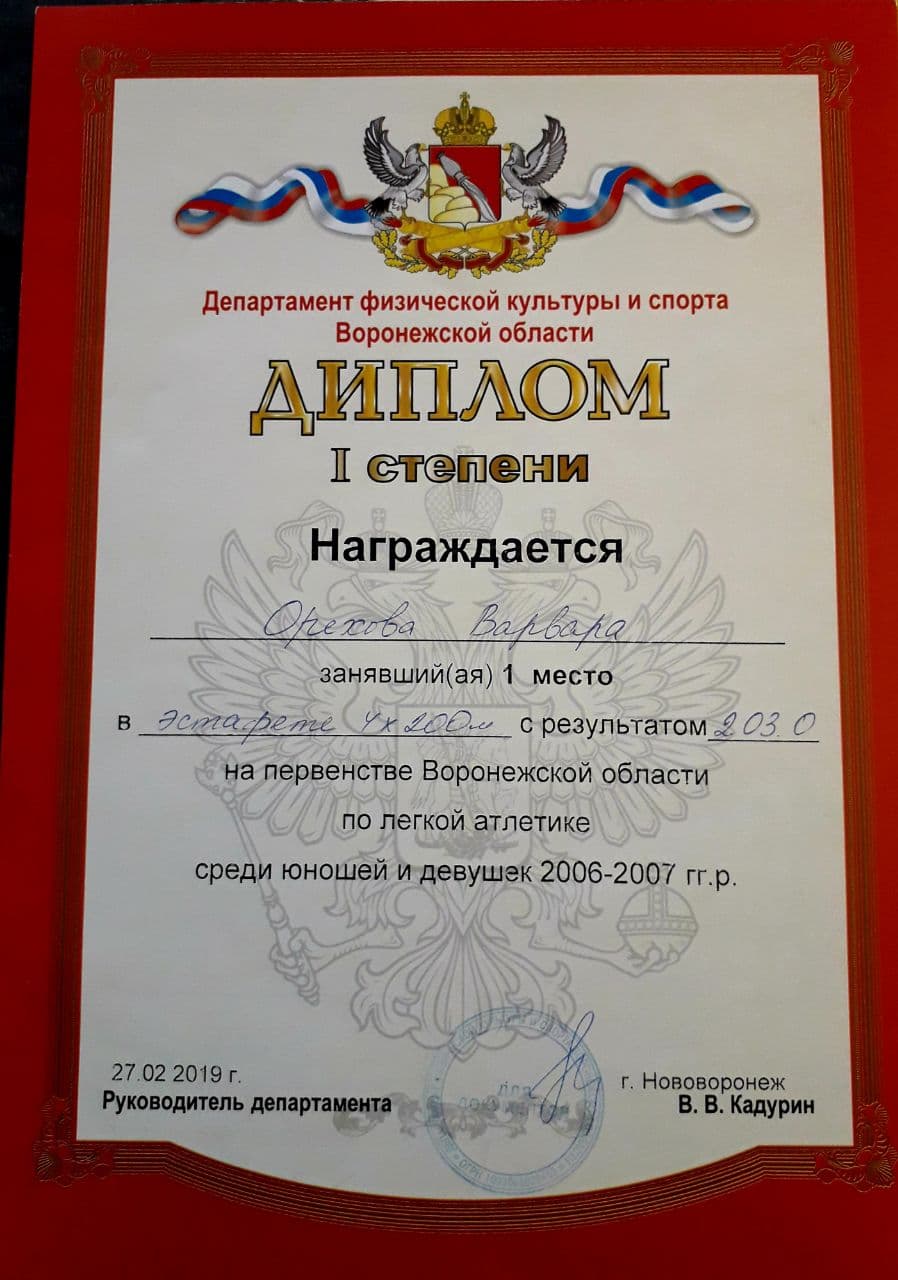 Департамент физической культуры и спорта
Воронежской области
ДИПЛОМ
I степени
Награждается
Орехова Варвара
занявший(ая) 1 место
в эстафете 4х200м с результатом 2.03.0
на первенстве Воронежской области
по легкой атлетике
среди юношей и девушек 2006-2007 гг.р.
27.02 2019 г.
г. Нововоронеж
Руководитель департамента
В. В. Кадурин
Для
документов